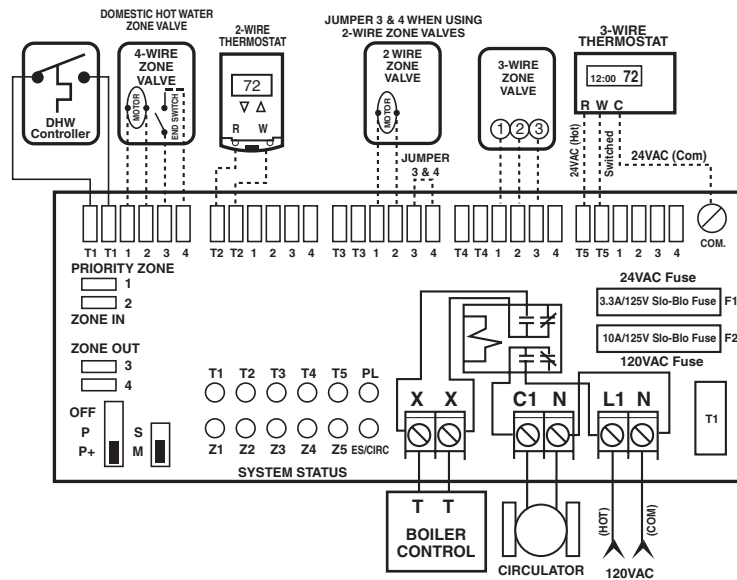 DOMESTIC HOT WATER
ZONE VALVE
4-WIRE
ZONE
VALVE
MOTOR
END SWITCH
DHW
Controller
2-WIRE
THERMOSTAT
72
R W
JUMPER 3 & 4 WHEN USING
2-WIRE ZONE VALVES
2 WIRE
ZONE
VALVE
MOTOR
JUMPER
3 & 4
3-WIRE
ZONE
VALVE
1 2 3
3-WIRE
THERMOSTAT
12:00 72
R W C
24VAC (Hot)
Switched
24VAC (Com)
COM.
T1 T1 1 2 3 4
T2 T2 1 2 3 4
T3 T3 1 2 3 4
T4 T4 1 2 3 4
T5 T5 1 2 3 4
PRIORITY ZONE
1
2
ZONE IN
ZONE OUT
3
4
OFF
P
P+
S
M
T1 T2 T3 T4 T5 PL
Z1 Z2 Z3 Z4 Z5 ES/CIRC
SYSTEM STATUS
24VAC Fuse
3.3A/125V Slo-Blo Fuse F1
10A/125V Slo-Blo Fuse F2
120VAC Fuse
X X
C1 N
L1 N
T1
T T
BOILER
CONTROL
CIRCULATOR
(HOT)
(COM)
120VAC